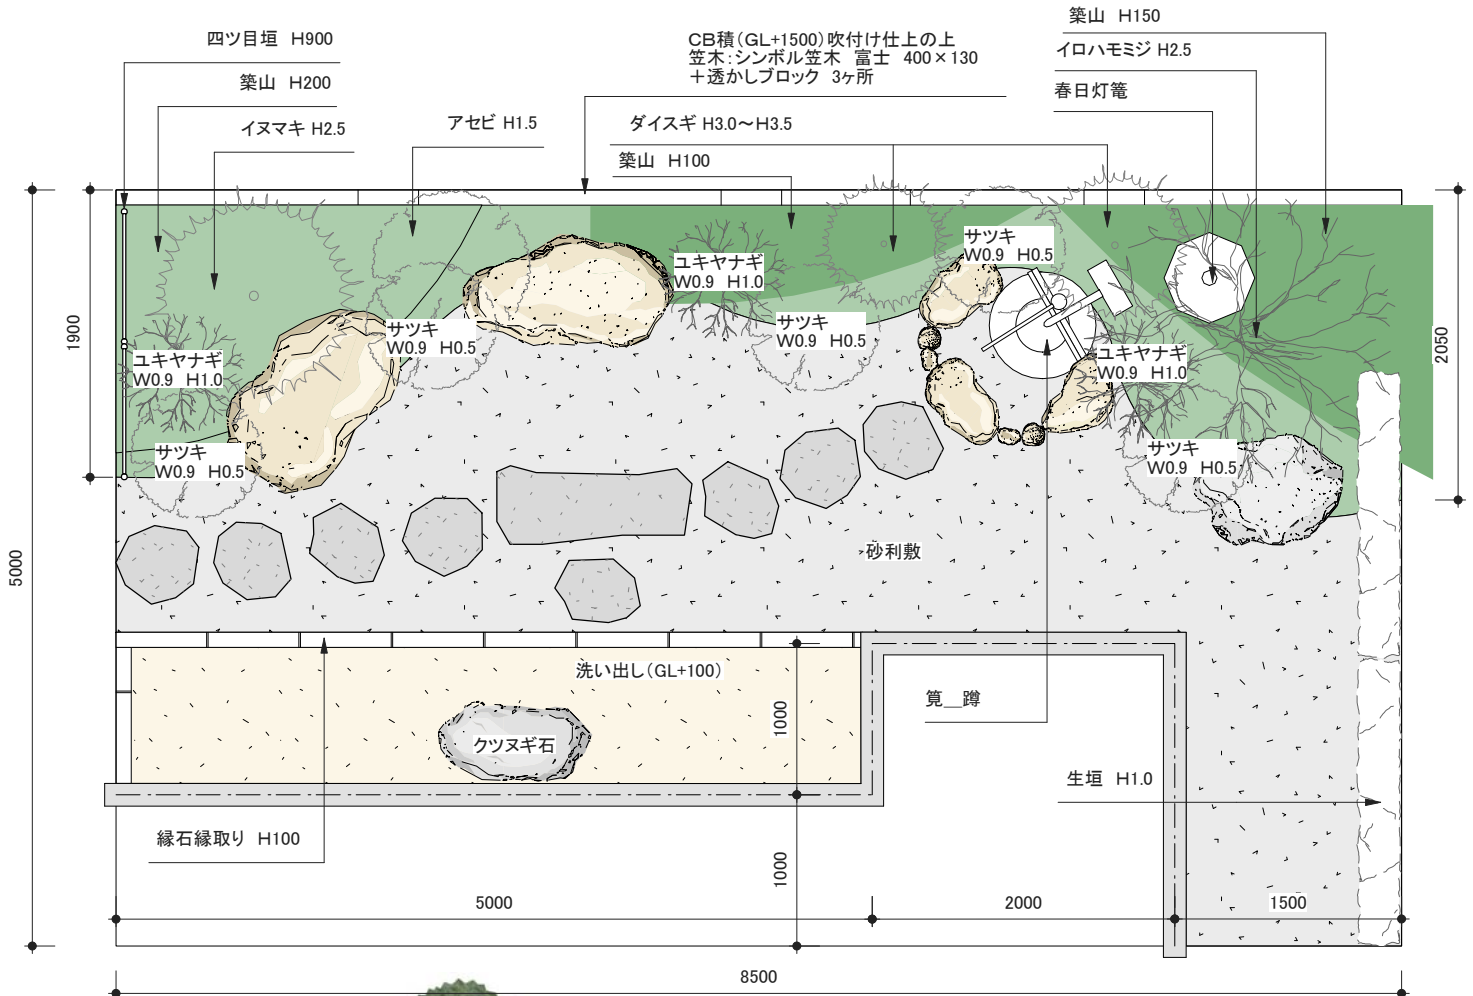 築山 H150
四ツ目垣 H900
CB積(GL+1500)吹付け仕上の上
笠木:シンボル笠木 富士 400×130
+透かしブロック 3ヶ所
イロハモミジ H2.5
築山 H200
春日灯篭
イヌマキ H2.5
アセビ H1.5
ダイスギ H3.0～H3.5
築山 H100
サツキ
W0.9 H0.5
ユキヤナギ
W0.9 H1.0
サツキ
W0.9 H0.5
サツキ
W0.9 H0.5
ユキヤナギ
W0.9 H1.0
ユキヤナギ
W0.9 H1.0
サツキ
W0.9 H0.5
サツキ
W0.9 H0.5
1900
2050
5000
砂利敷
洗い出し(GL+100)
クツヌギ石
筧__蹲
1000
生垣 H1.0
縁石縁取り H100
1000
5000
2000
1500
8500